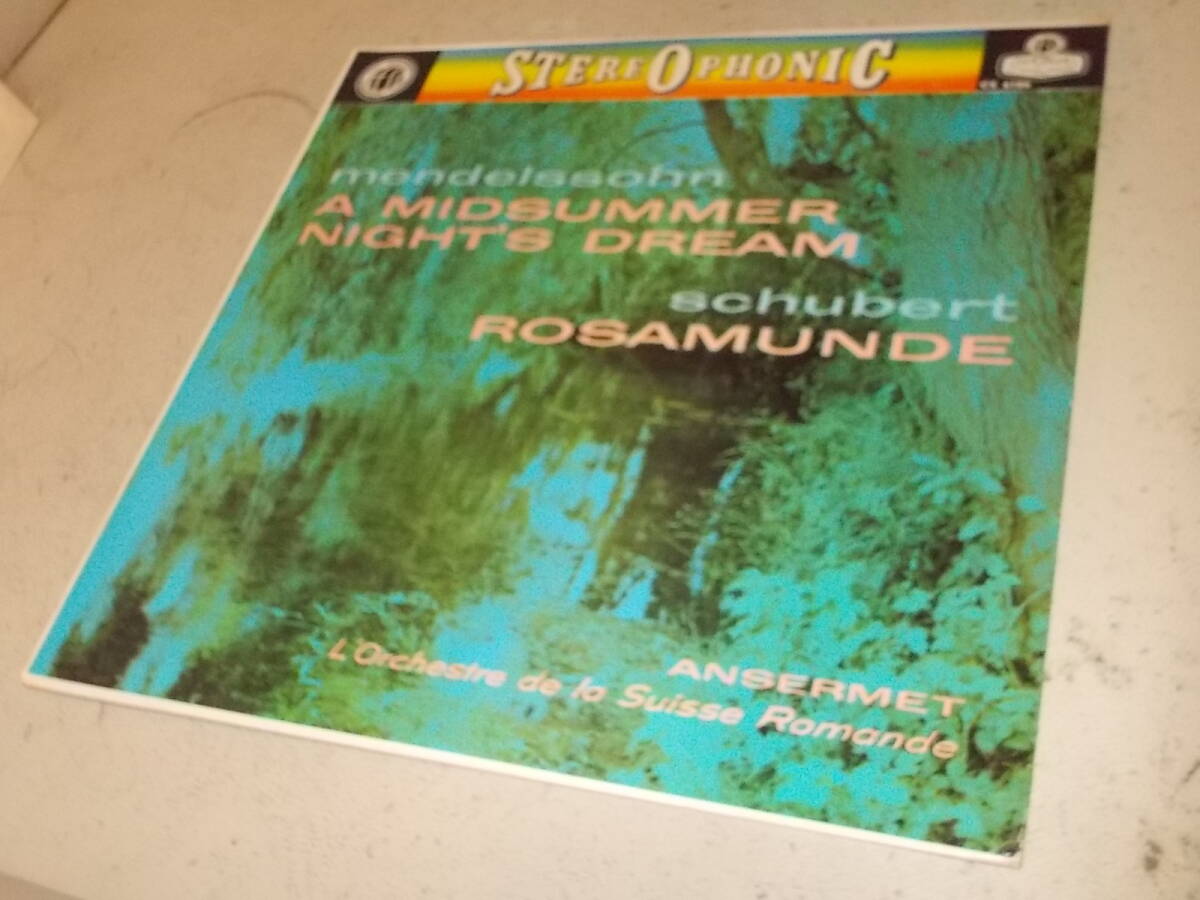 STEREOPHONIC
mendelssohn
A MIDSUMMER
NIGHT'S DREAM
schubert
ROSAMUNDE
ANSERMET
L'Orchestre de la Suisse Romande